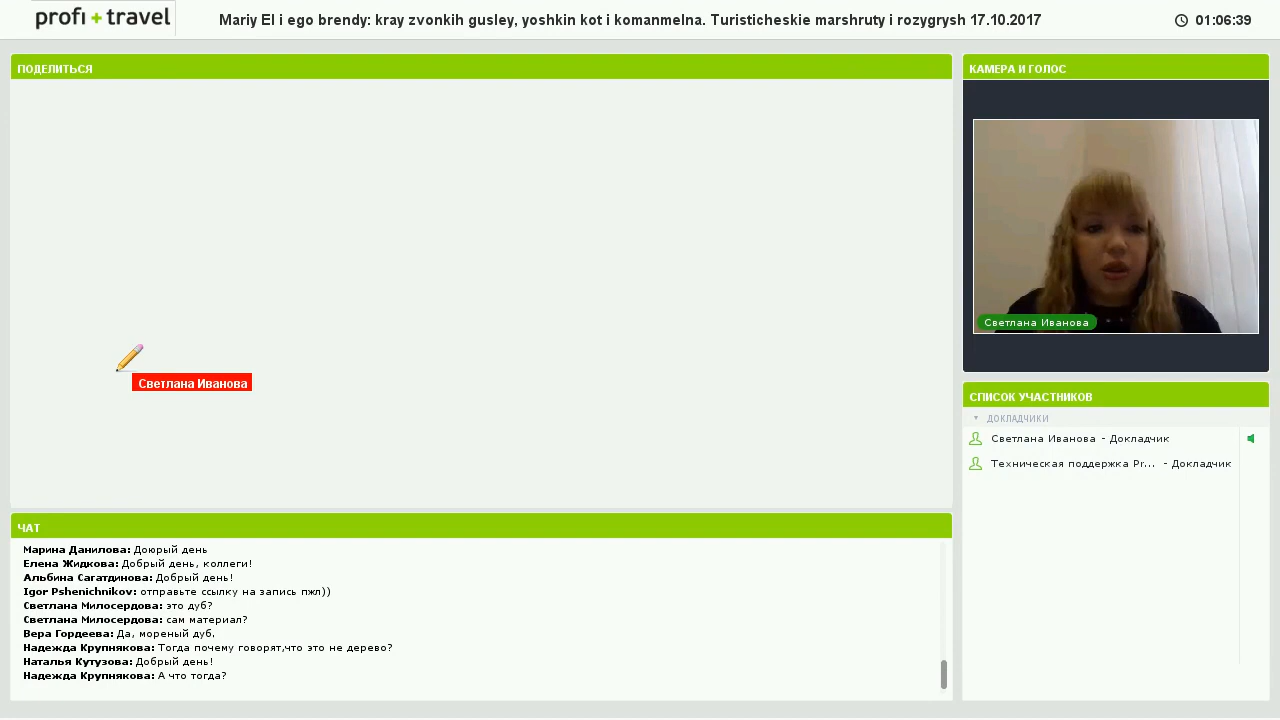 profi + travel
Mariy El i ego brendy: kray zvonkih gusley, yoshkin kot i komanmelna. Turisticheskie marshruty i rozygrysh 17.10.2017
01:06:39
ПОДЕЛИТЬСЯ
Светлана Иванова
КАМЕРА И ГОЛОС
Светлана Иванова
СПИСОК УЧАСТНИКОВ
ДОКЛАДЧИКИ
Светлана Иванова - Докладчик
Техническая поддержка Pr... - Докладчик
ЧАТ
Марина Данилова: Доюрый день
Елена Жидкова: Добрый день, коллеги!
Альбина Сагатдинова: Добрый день!
Igor Pshenichnikov: отправьте ссылку на запись пжл))
Светлана Милосердова: это дуб?
Светлана Милосердова: сам материал?
Вера Гордеева: Да, мореный дуб.
Надежда Крупнякова: Тогда почему говорят,что это не дерево?
Наталья Кутузова: Добрый день!
Надежда Крупнякова: А что тогда?